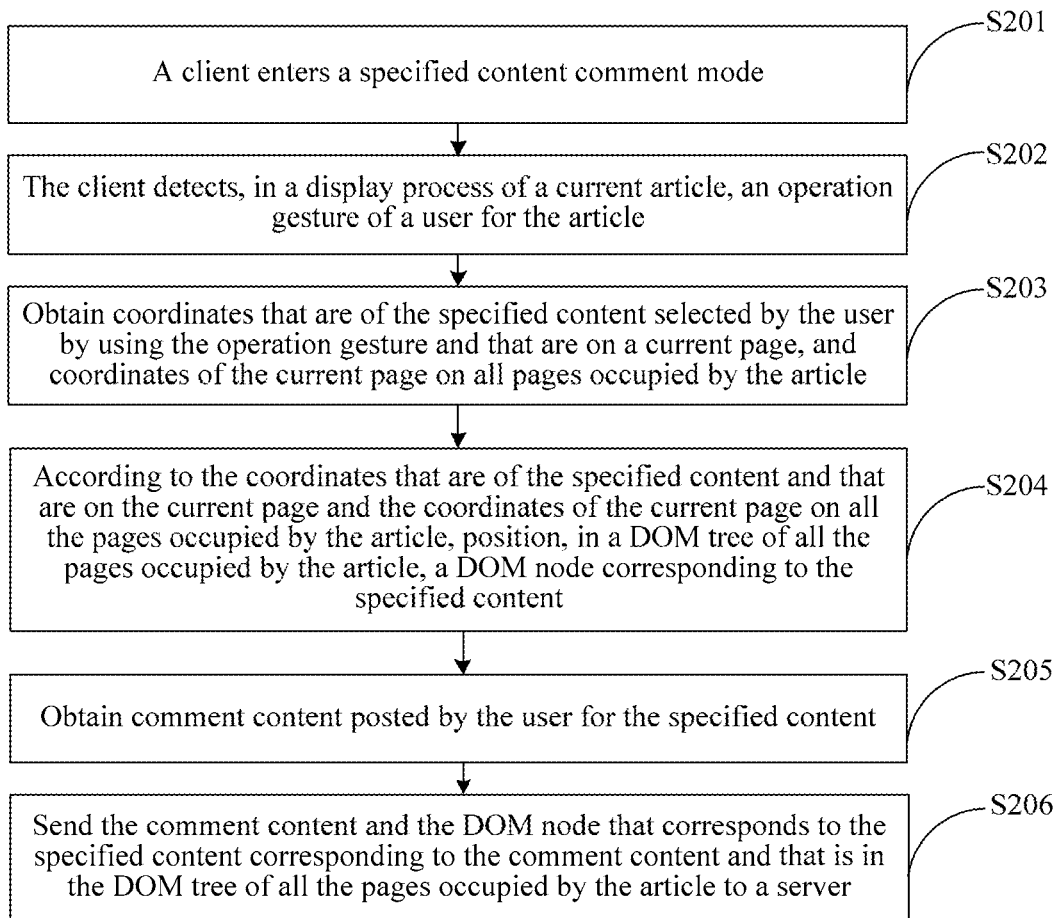 S201
A client enters a specified content comment mode
S202
The client detects, in a display process of a current article, an operation
gesture of a user for the article
S203
Obtain coordinates that are of the specified content selected by the user
by using the operation gesture and that are on a current page, and
coordinates of the current page on all pages occupied by the article
S204
According to the coordinates that are of the specified content and that
are on the current page and the coordinates of the current page on all
the pages occupied by the article, position, in a DOM tree of all the
pages occupied by the article, a DOM node corresponding to the
specified content
S205
Obtain comment content posted by the user for the specified content
S206
Send the comment content and the DOM node that corresponds to the
specified content corresponding to the comment content and that is in
the DOM tree of all the pages occupied by the article to a server